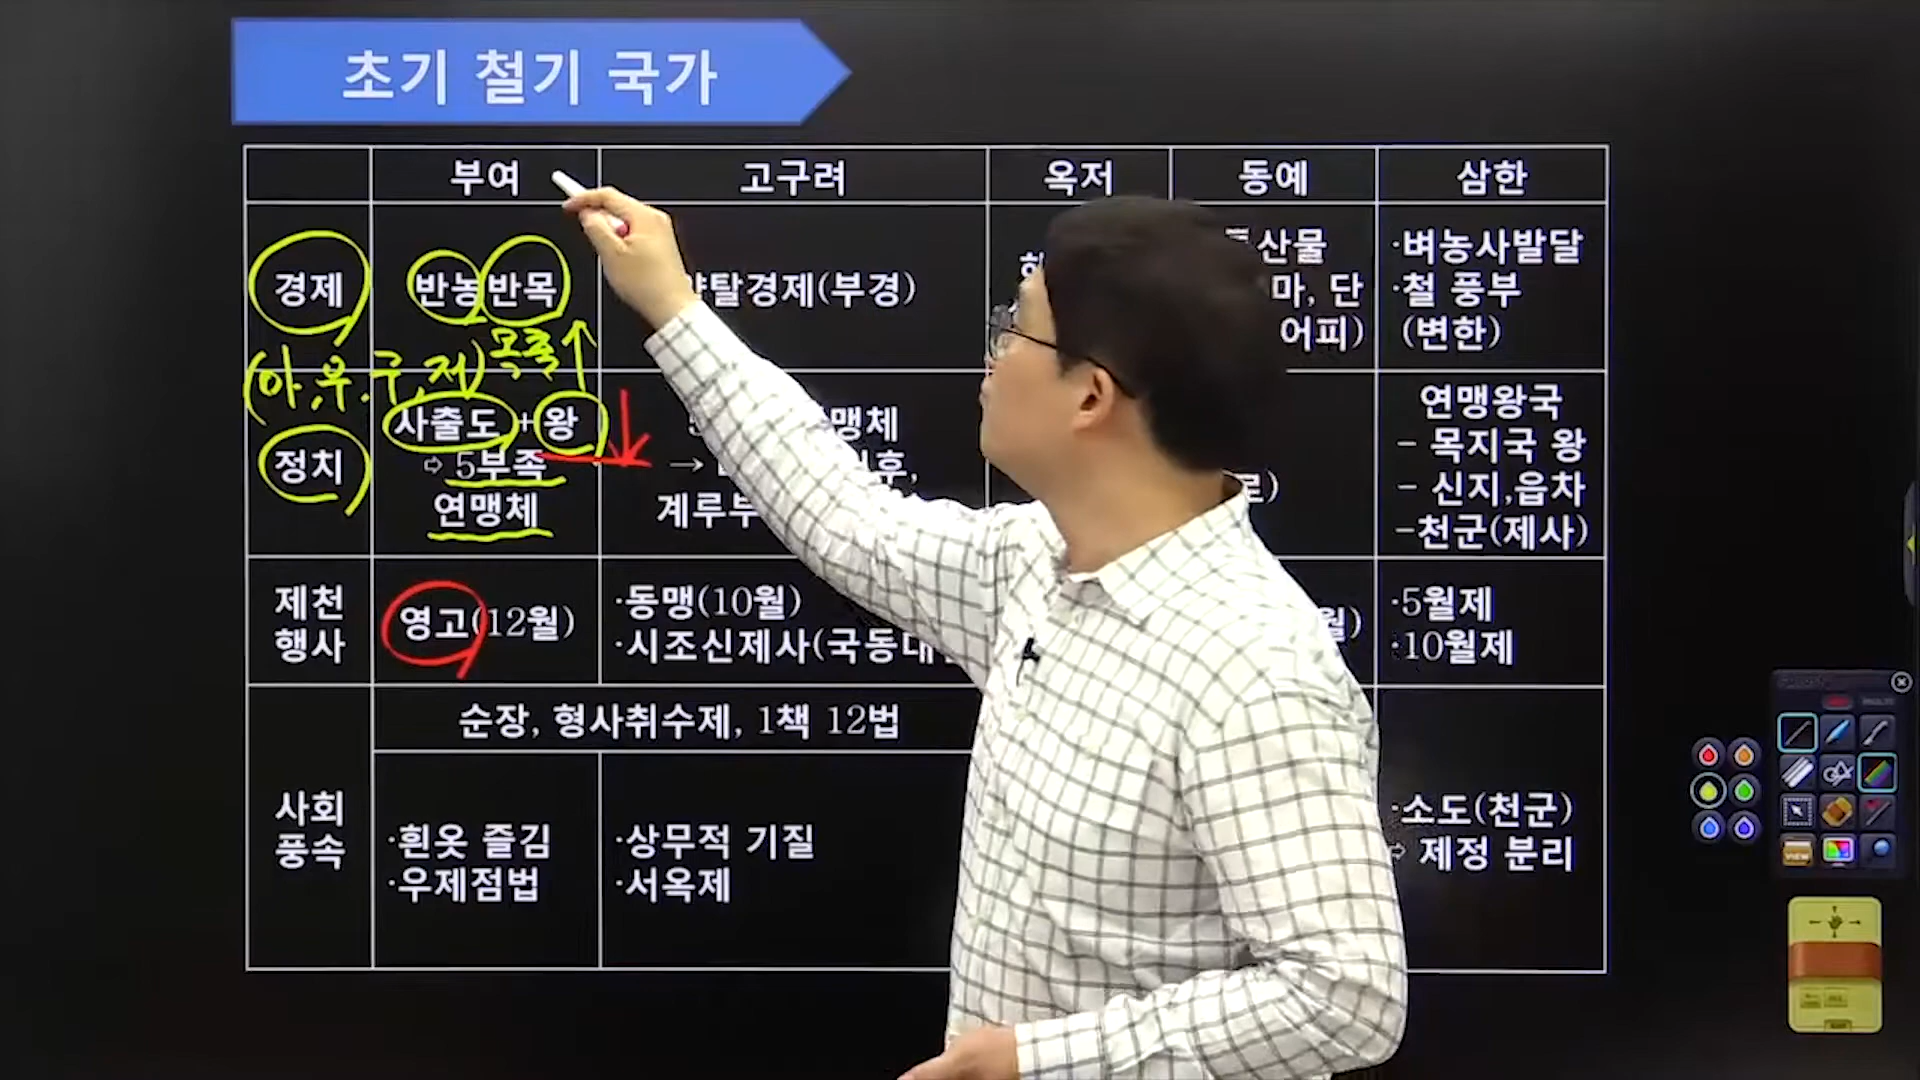 초기 철기 국가
부여 고구려 옥저 동예 삼한
경제
반농반목
탈경제(부경)
산물
마, 단
어피)
·벼농사발달
·철 풍부
(변한)
목축↑
(마,우,구,저)
정치
사출도+왕
⇨ 5부족
연맹체
맹체
→
후,
계루부
로)
연맹왕국
- 목지국 왕
- 신지,읍차
-천군(제사)
제천
행사
영고(12월)
·동맹(10월)
·시조신제사(국동대
월)
·5월제
·10월제
사회
풍속
순장, 형사취수제, 1책 12법
·흰옷 즐김
·우제점법
·상무적 기질
·서옥제
·소도(천군)
⇨ 제정 분리
VIEW